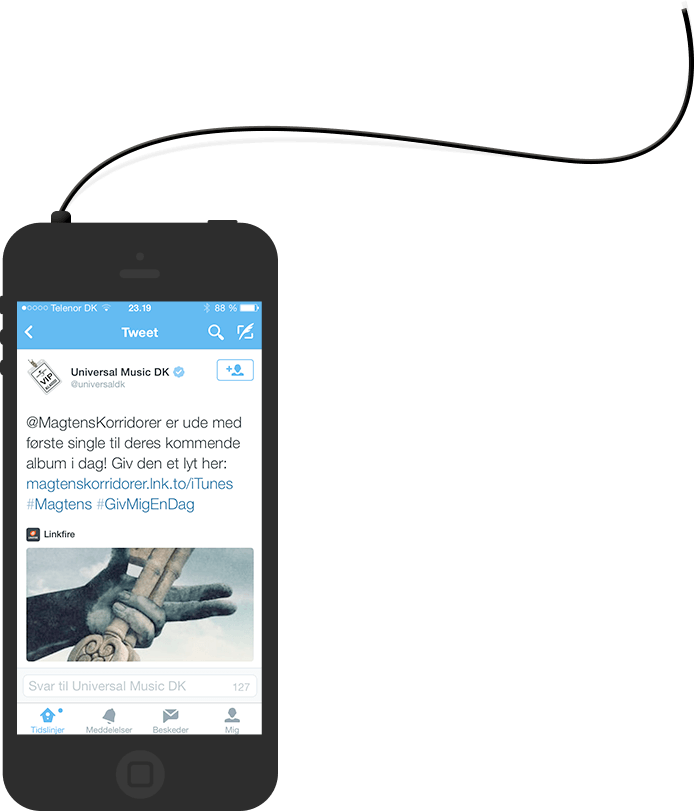 Telenor DK 23.19 88 %
Tweet
VIP
Universal Music DK
@universaldk
@MagtensKorridorer er ude med
første single til deres kommende
album i dag! Giv den et lyt her:
magtenskorridorer.lnk.to/iTunes
#Magtens #GivMigEnDag
Linkfire
Svar til Universal Music DK 127
Tidslinjer Meddelelser Beskeder Mig